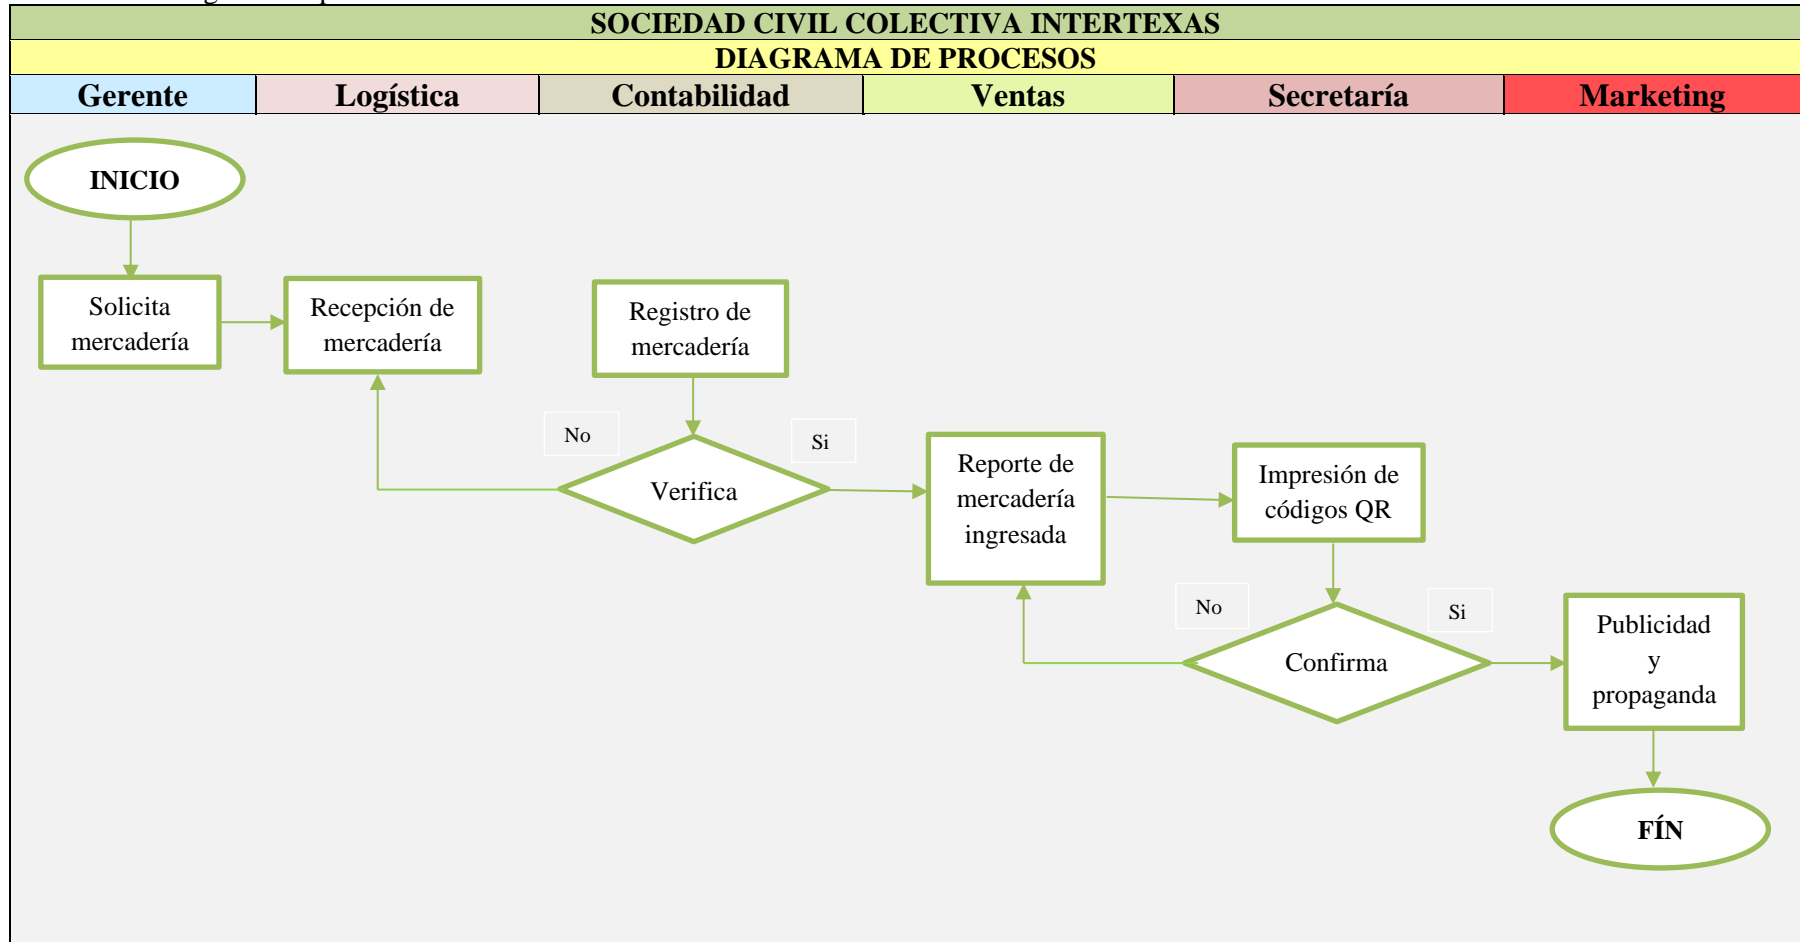 SOCIEDAD CIVIL COLECTIVA INTERTEXAS
DIAGRAMA DE PROCESOS
Gerente Logística Contabilidad Ventas Secretaría Marketing
INICIO
Solicita
mercadería
Recepción de
mercadería
Registro de
mercadería
No
Si
Verifica
Reporte de
mercadería
ingresada
Impresión de
códigos QR
No
Si
Confirma
Publicidad
y
propaganda
FÍN